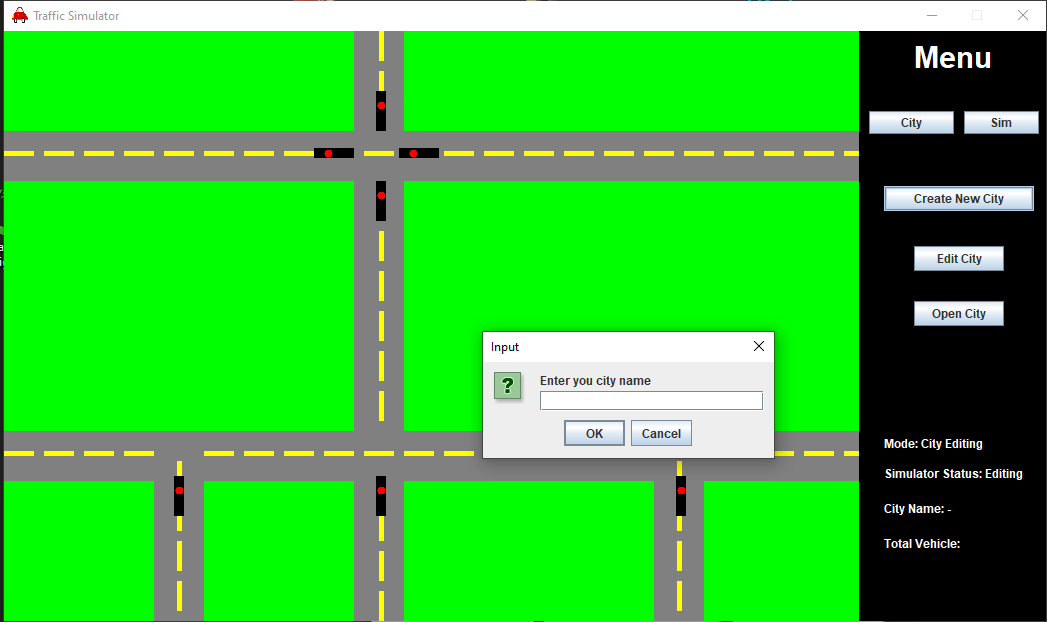 Traffic Simulator
Menu
City Sim
Create New City
Edit City
Open City
Input
?
Enter you city name
OK Cancel
Mode: City Editing
Simulator Status: Editing
City Name: -
Total Vehicle: